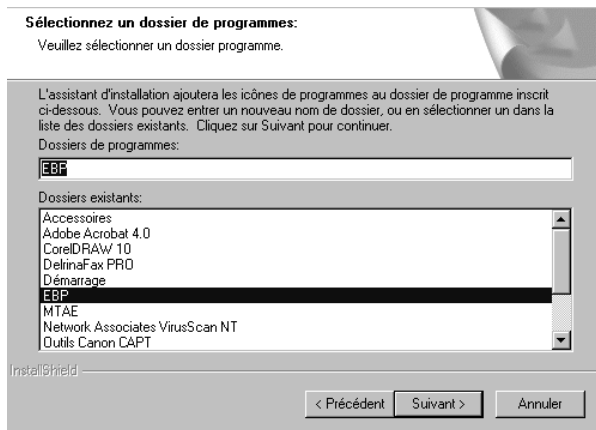 Sélectionnez un dossier de programmes:
Veuillez sélectionner un dossier programme.
L'assistant d'installation ajoutera les icônes de programmes au dossier de programme inscrit
ci-dessous. Vous pouvez entrer un nouveau nom de dossier, ou en sélectionner un dans la
liste des dossiers existants. Cliquez sur Suivant pour continuer.
Dossiers de programmes:
EBP
Dossiers existants:
Accessoires
Adobe Acrobat 4.0
CorelDRAW 10
DelrinaFax PRO
Démarrage
EBP
MTAE
Network Associates VirusScan NT
Outils Canon CAPT
InstallShield
< Précédent
Suivant >
Annuler